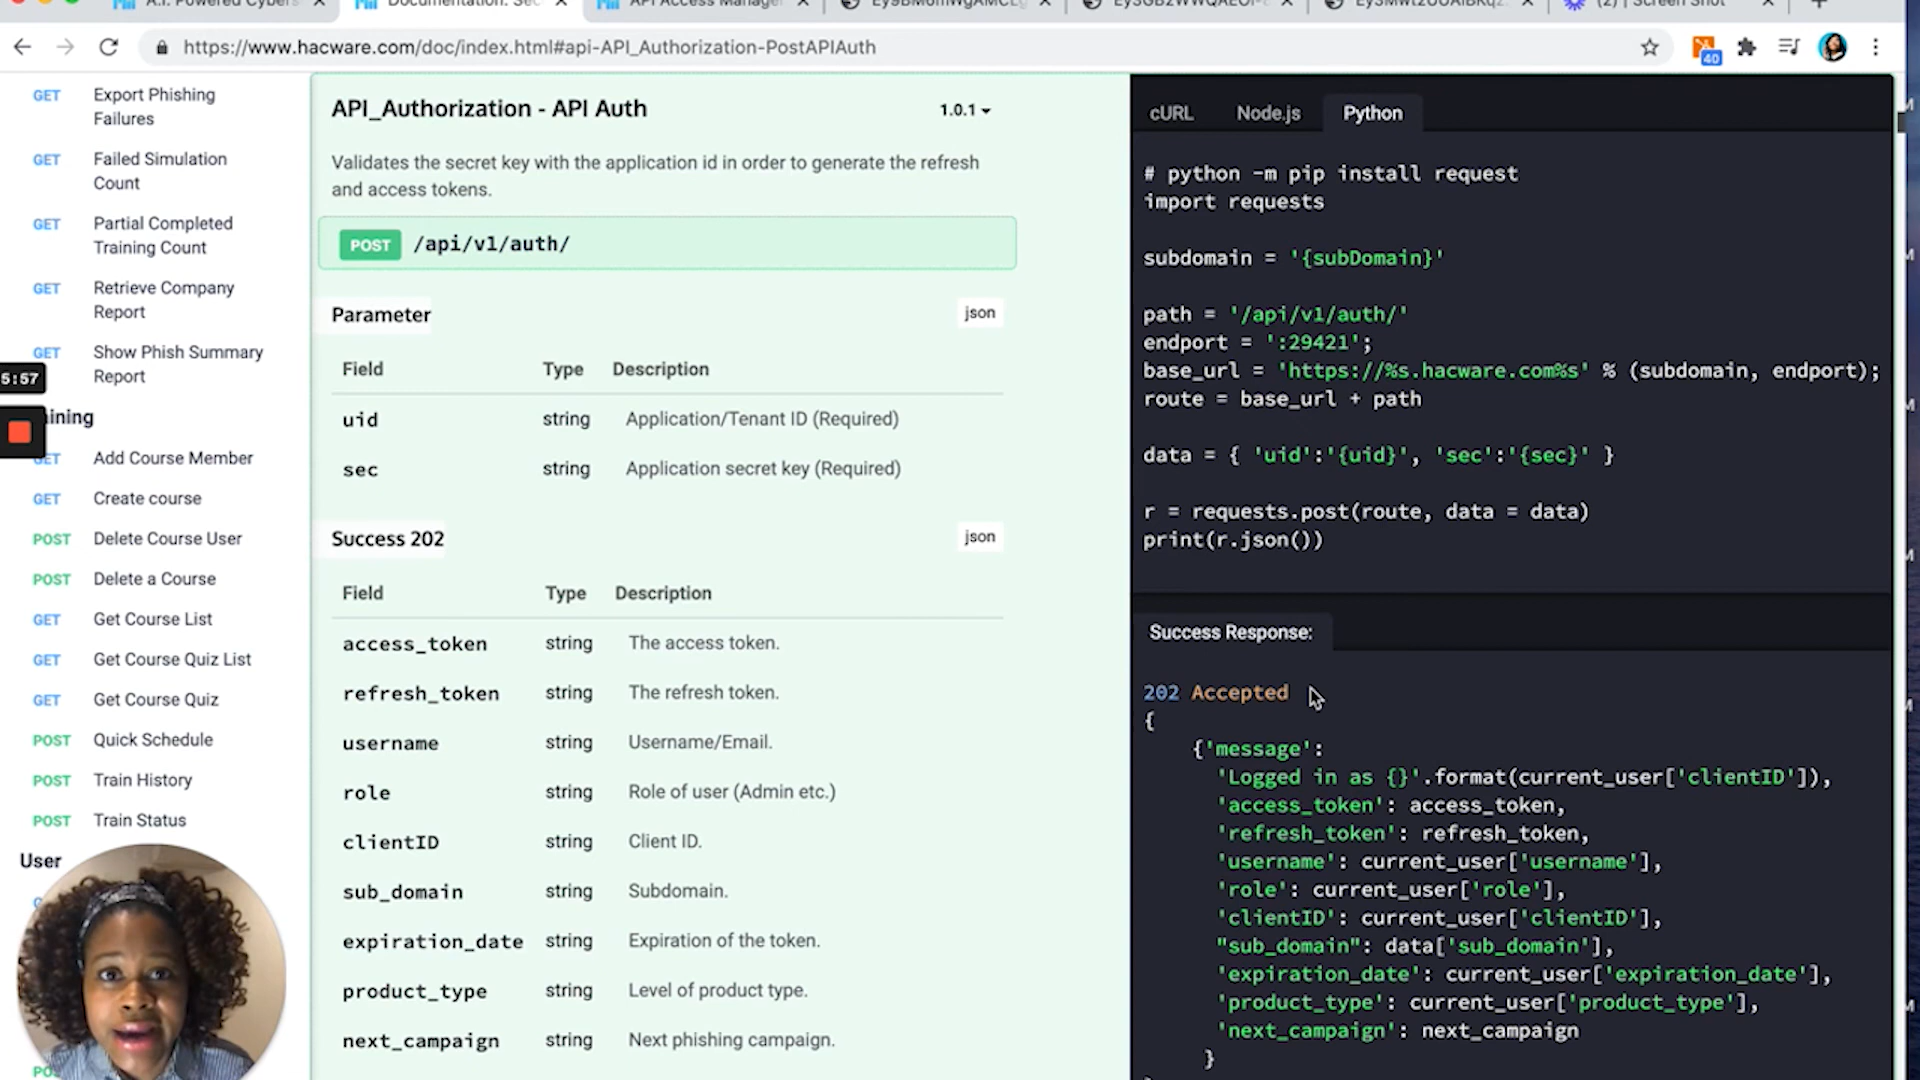 A.I. Powered Cybers
Documentation: Sec
API Access Manager
(2) | Screen Shot
https://www.hacware.com/doc/index.html#api-API_Authorization-PostAPIAuth
40
GET Export Phishing
Failures
GET Failed Simulation
Count
GET Partial Completed
Training Count
GET Retrieve Company
Report
GET Show Phish Summary
Report
5:57
ining
GET Add Course Member
GET Create course
POST Delete Course User
POST Delete a Course
GET Get Course List
GET Get Course Quiz List
GET Get Course Quiz
POST Quick Schedule
POST Train History
POST Train Status
User
API_Authorization - API Auth
1.0.1
Validates the secret key with the application id in order to generate the refresh
and access tokens.
POST /api/v1/auth/
Parameter json
Field Type Description
uid string Application/Tenant ID (Required)
sec string Application secret key (Required)
Success 202 json
Field Type Description
access_token string The access token.
refresh_token string The refresh token.
username string Username/Email.
role string Role of user (Admin etc.)
clientID string Client ID.
sub_domain string Subdomain.
expiration_date string Expiration of the token.
product_type string Level of product type.
next_campaign string Next phishing campaign.
cURL Node.js Python
# python -m pip install request
import requests
subdomain = '{subDomain}'
path = '/api/v1/auth/'
endport = ':29421';
base_url = 'https://%s.hacware.com%s' % (subdomain, endport);
route = base_url + path
data = { 'uid':'{uid}', 'sec':'{sec}' }
r = requests.post(route, data = data)
print(r.json())
Success Response:
202 Accepted
{
{'message':
'Logged in as {}'.format(current_user['clientID']),
'access_token': access_token,
'refresh_token': refresh_token,
'username': current_user['username'],
'role': current_user['role'],
'clientID': current_user['clientID'],
"sub_domain": data['sub_domain'],
'expiration_date': current_user['expiration_date'],
'product_type': current_user['product_type'],
'next_campaign': next_campaign
}